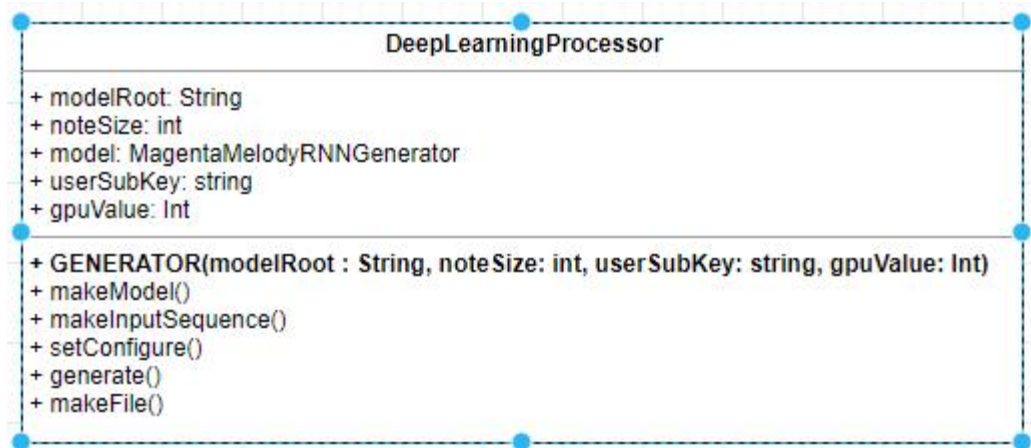 DeepLearningProcessor
+ modelRoot: String
+ noteSize: int
+ model: MagentaMelodyRNNGenerator
+ userSubKey: string
+ gpuValue: Int
+ GENERATOR(modelRoot : String, noteSize: int, userSubKey: string, gpuValue: Int)
+ makeModel()
+ makeInputSequence()
+ setConfigure()
+ generate()
+ makeFile()